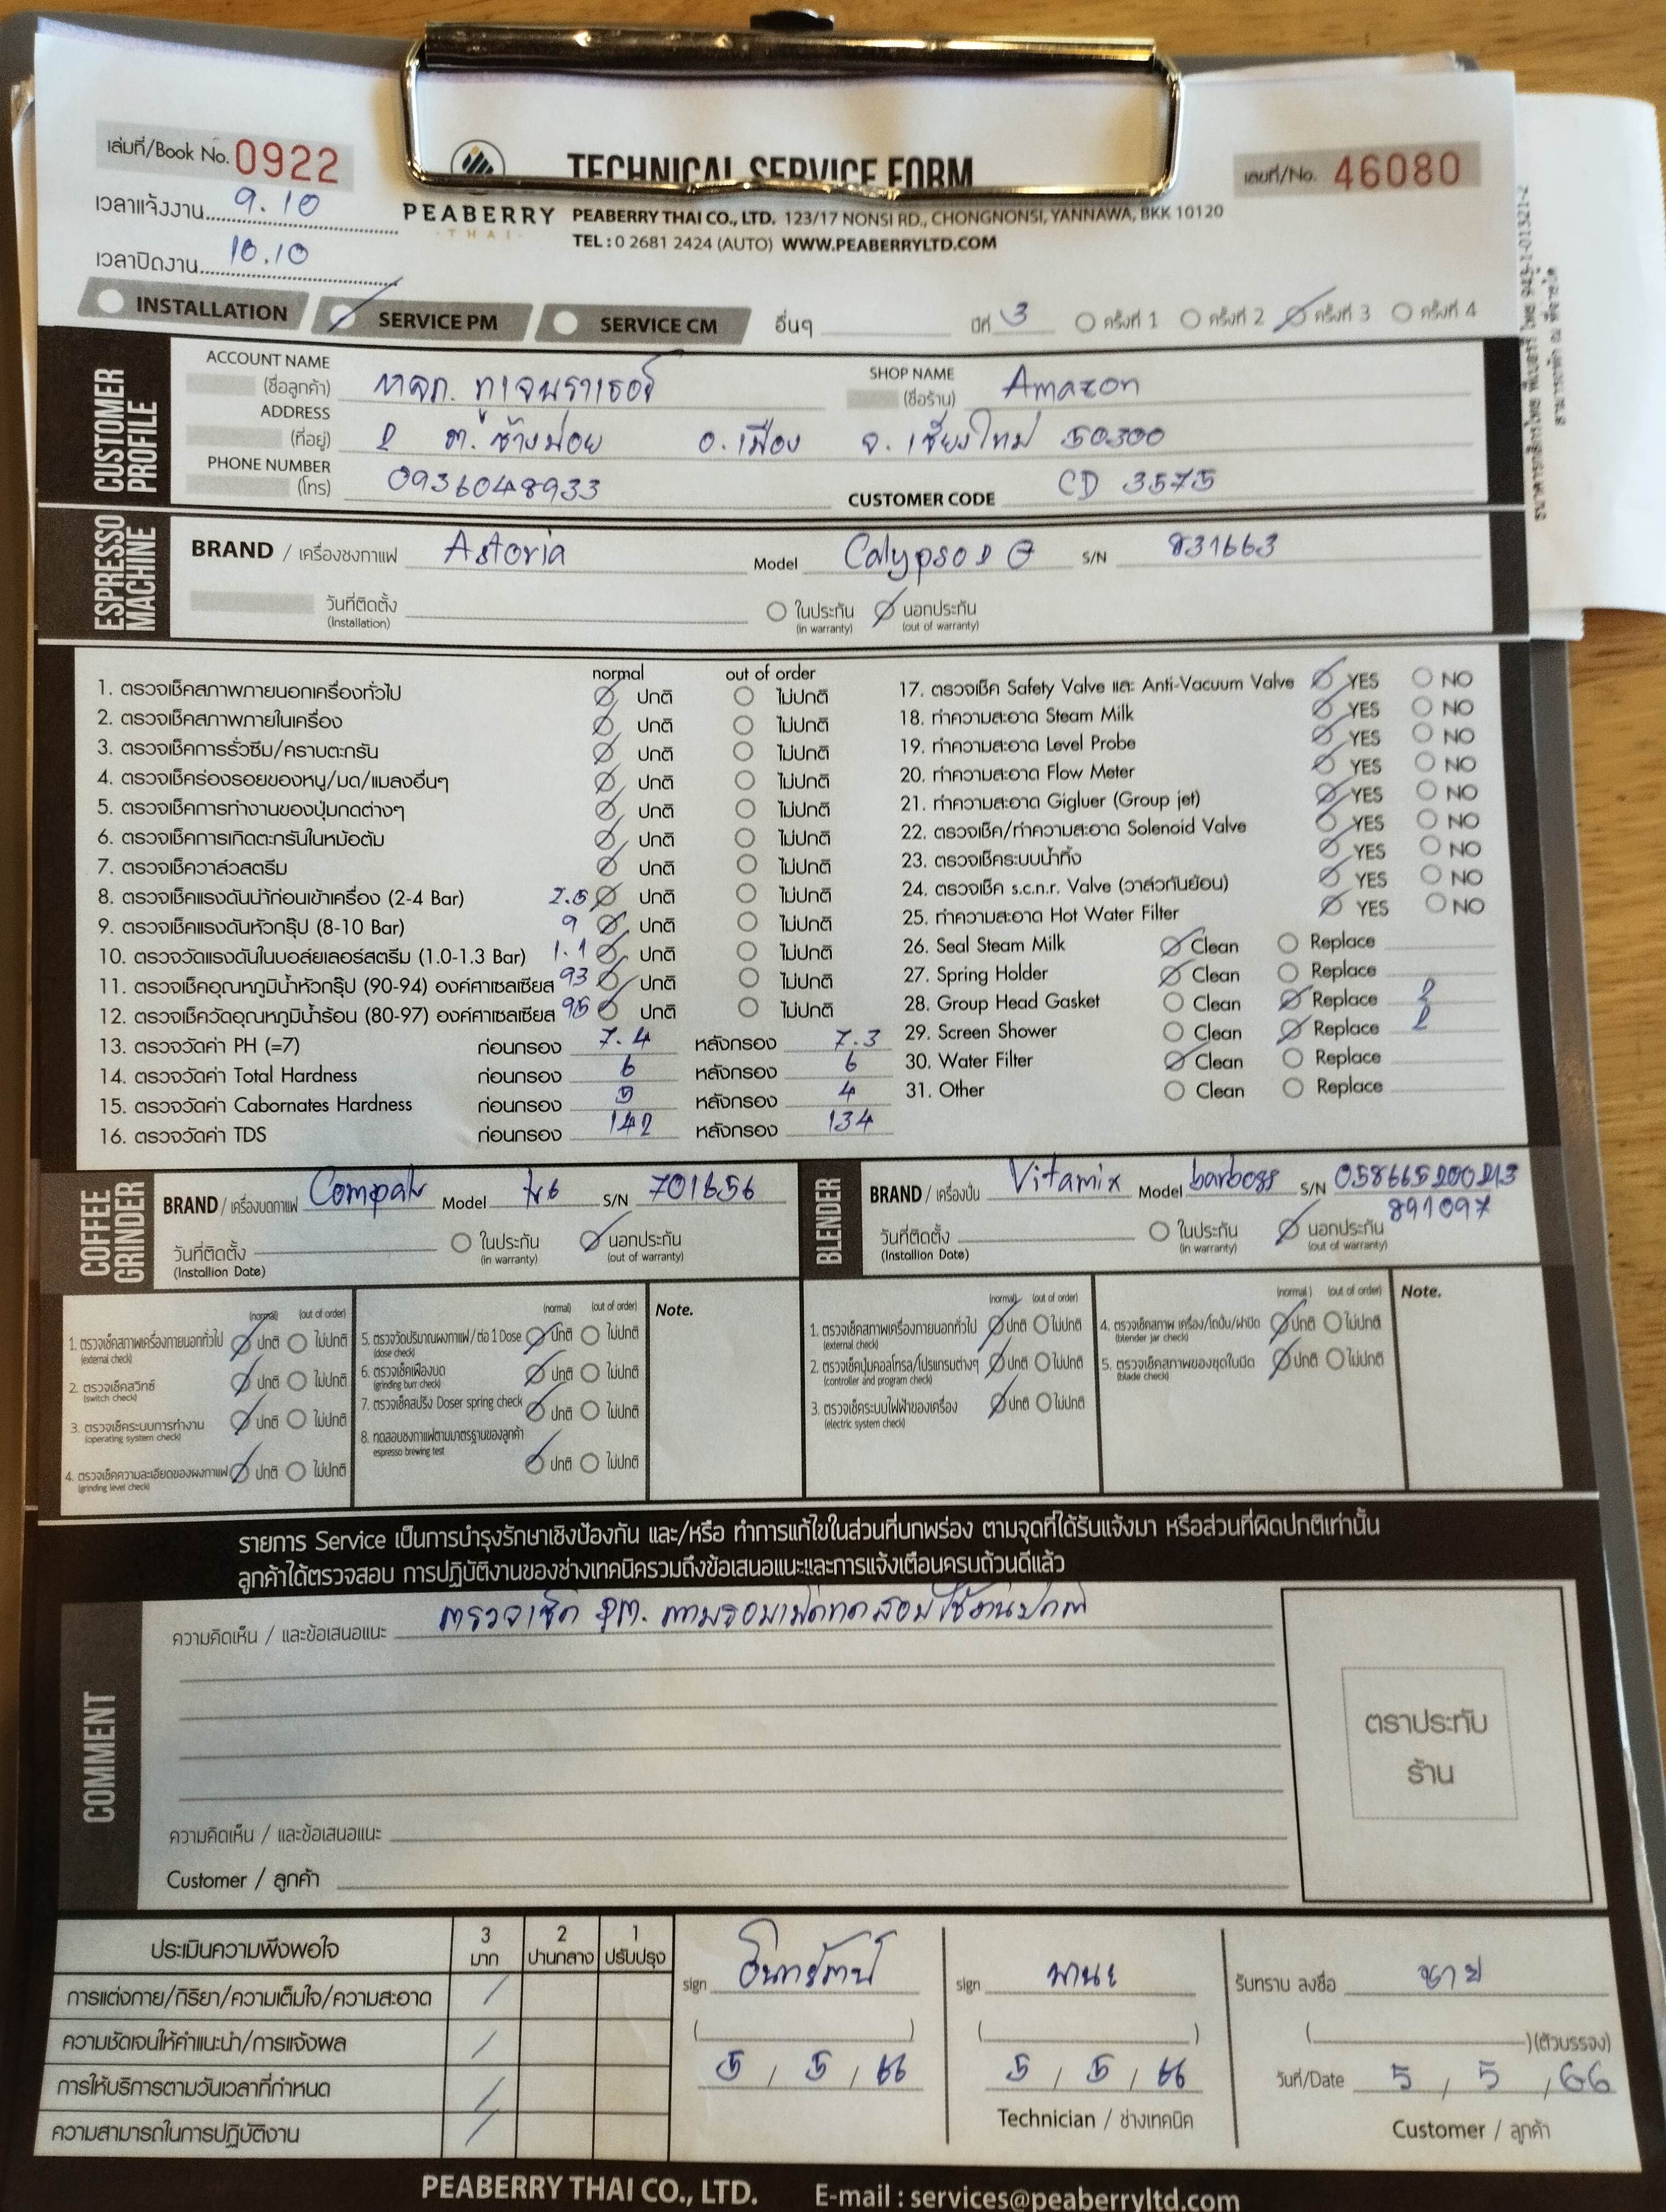 เล่มที่/Book No. 0922
TECHNICAL SERVICE FORM
เลขที่/No. 46080
เวลาแจ้งงาน 9.10
PEABERRY THAI
PEABERRY THAI CO., LTD. 123/17 NONSI RD., CHONGNONSI, YANNAWA, BKK 10120
TEL : 0 2681 2424 (AUTO) WWW.PEABERRYLTD.COM
เวลาปิดงาน 10.10
INSTALLATION SERVICE PM SERVICE CM อื่นๆ ปีที่ 3 ครั้งที่ 1 ครั้งที่ 2 ครั้งที่ 3 ครั้งที่ 4
CUSTOMER PROFILE
ACCOUNT NAME (ชื่อลูกค้า) หจก. SHOP NAME (ชื่อร้าน) Amazon
ADDRESS (ที่อยู่) 2 ต. ช้างม่อย อ. เมือง จ. เชียงใหม่ 50300
PHONE NUMBER (โทร) 0936048933 CUSTOMER CODE CD 3575
ESPRESSO MACHINE
BRAND / เครื่องชงกาแฟ Astoria Model Calypso 2 G S/N 831663
วันที่ติดตั้ง (Installation) ในประกัน (in warranty) นอกประกัน (out of warranty)
normal out of order
1. ตรวจเช็คสภาพภายนอกเครื่องทั่วไป ปกติ ไม่ปกติ
2. ตรวจเช็คสภาพภายในเครื่อง ปกติ ไม่ปกติ
3. ตรวจเช็คการรั่วซึม/คราบตะกรัน ปกติ ไม่ปกติ
4. ตรวจเช็คร่องรอยของหนู/มด/แมลงอื่นๆ ปกติ ไม่ปกติ
5. ตรวจเช็คการทำงานของปุ่มกดต่างๆ ปกติ ไม่ปกติ
6. ตรวจเช็คการเกิดตะกรันในหม้อต้ม ปกติ ไม่ปกติ
7. ตรวจเช็ควาล์วสตรีม ปกติ ไม่ปกติ
8. ตรวจเช็คแรงดันน้ำก่อนเข้าเครื่อง (2-4 Bar) ปกติ ไม่ปกติ
9. ตรวจเช็คแรงดันหัวกรุ๊ป (8-10 Bar) 9 ปกติ ไม่ปกติ
10. ตรวจวัดแรงดันในบอล์ยเลอร์สตรีม (1.0-1.3 Bar) 1.1 ปกติ ไม่ปกติ
11. ตรวจเช็คอุณหภูมิน้ำหัวกรุ๊ป (90-94) องศ์ศาเซลเซียส 93 ปกติ ไม่ปกติ
12. ตรวจเช็ควัดอุณหภูมิน้ำร้อน (80-97) องศ์ศาเซลเซียส 95 ปกติ ไม่ปกติ
13. ตรวจวัดค่า PH (=7) ก่อนกรอง 7.4 หลังกรอง 7.3
14. ตรวจวัดค่า Total Hardness ก่อนกรอง 6 หลังกรอง 6
15. ตรวจวัดค่า Cabornates Hardness ก่อนกรอง 5 หลังกรอง 4
16. ตรวจวัดค่า TDS ก่อนกรอง 142 หลังกรอง 134
17. ตรวจเช็ค Safety Valve และ Anti-Vacuum Valve YES NO
18. ทำความสะอาด Steam Milk YES NO
19. ทำความสะอาด Level Probe YES NO
20. ทำความสะอาด Flow Meter YES NO
21. ทำความสะอาด Gigluer (Group jet) YES NO
22. ตรวจเช็ค/ทำความสะอาด Solenoid Valve YES NO
23. ตรวจเช็คระบบน้ำทิ้ง YES NO
24. ตรวจเช็ค s.c.n.r. Valve (วาล์วกันย้อน) YES NO
25. ทำความสะอาด Hot Water Filter YES NO
26. Seal Steam Milk Clean Replace
27. Spring Holder Clean Replace
28. Group Head Gasket Clean Replace 2
29. Screen Shower Clean Replace 2
30. Water Filter Clean Replace
31. Other Clean Replace
COFFEE GRINDER
BRAND / เครื่องบดกาแฟ Model S/N 701656
วันที่ติดตั้ง (Installion Date) ในประกัน (in warranty) นอกประกัน (out of warranty)
BLENDER
BRAND / เครื่องปั่น Vitamix Model barboss S/N 058665200213
891097
วันที่ติดตั้ง (Installion Date) ในประกัน (in warranty) นอกประกัน (out of warranty)
(normal) (out of order)
1. ตรวจเช็คสภาพเครื่องภายนอกทั่วไป (external check) ปกติ ไม่ปกติ
2. ตรวจเช็คสวิทซ์ (switch check) ปกติ ไม่ปกติ
3. ตรวจเช็คระบบการทำงาน (operating system check) ปกติ ไม่ปกติ
4. ตรวจเช็คความละเอียดของผงกาแฟ (grinding level check) ปกติ ไม่ปกติ
(normal) (out of order)
5. ตรวจวัดปริมาณผงกาแฟ/ ต่อ 1 Dose (dose check) ปกติ ไม่ปกติ
6. ตรวจเช็คเฟืองบด (grinding burr check) ปกติ ไม่ปกติ
7. ตรวจเช็คสปริง Doser spring check ปกติ ไม่ปกติ
8. ทดสอบชงกาแฟตามมาตรฐานของลูกค้า espresso brewing test ปกติ ไม่ปกติ
Note.
(normal) (out of order)
1. ตรวจเช็คสภาพเครื่องภายนอกทั่วไป (external check) ปกติ ไม่ปกติ
2. ตรวจเช็คปุ่มคอลโทรล/โปรแกรมต่างๆ (controller and program check) ปกติ ไม่ปกติ
3. ตรวจเช็คระบบไฟฟ้าของเครื่อง (electric system check) ปกติ ไม่ปกติ
(normal) (out of order)
4. ตรวจเช็คสภาพ เครื่อง/โถปั่น/ฝาปิด (blender jar check) ปกติ ไม่ปกติ
5. ตรวจเช็คสภาพของชุดใบมีด (blade check) ปกติ ไม่ปกติ
Note.
รายการ Service เป็นการบำรุงรักษาเชิงป้องกัน และ/หรือ ทำการแก้ไขในส่วนที่บกพร่อง ตามจุดที่ได้รับแจ้งมา หรือส่วนที่ผิดปกติเท่านั้น
ลูกค้าได้ตรวจสอบ การปฏิบัติงานของช่างเทคนิครวมถึงข้อเสนอแนะและการแจ้งเตือนครบถ้วนดีแล้ว
COMMENT
ความคิดเห็น / และข้อเสนอแนะ ตรวจเช็ค PM. ทดสอบใช้งานปกติ
ตราประทับ
ร้าน
ความคิดเห็น / และข้อเสนอแนะ
Customer / ลูกค้า
ประเมินความพึงพอใจ 3 มาก 2 ปานกลาง 1 ปรับปรุง
การแต่งกาย/กิริยา/ความเต็มใจ/ความสะอาด
ความชัดเจนให้คำแนะนำ/การแจ้งผล
การให้บริการตามวันเวลาที่กำหนด
ความสามารถในการปฏิบัติงาน
sign
5 / 5 / 66
sign
5 / 5 / 66
Technician / ช่างเทคนิค
รับทราบ ลงชื่อ
(ตัวบรรจง)
วันที่/Date 5 / 5 / 66
Customer / ลูกค้า
PEABERRY THAI CO., LTD. E-mail : services@peaberryltd.com